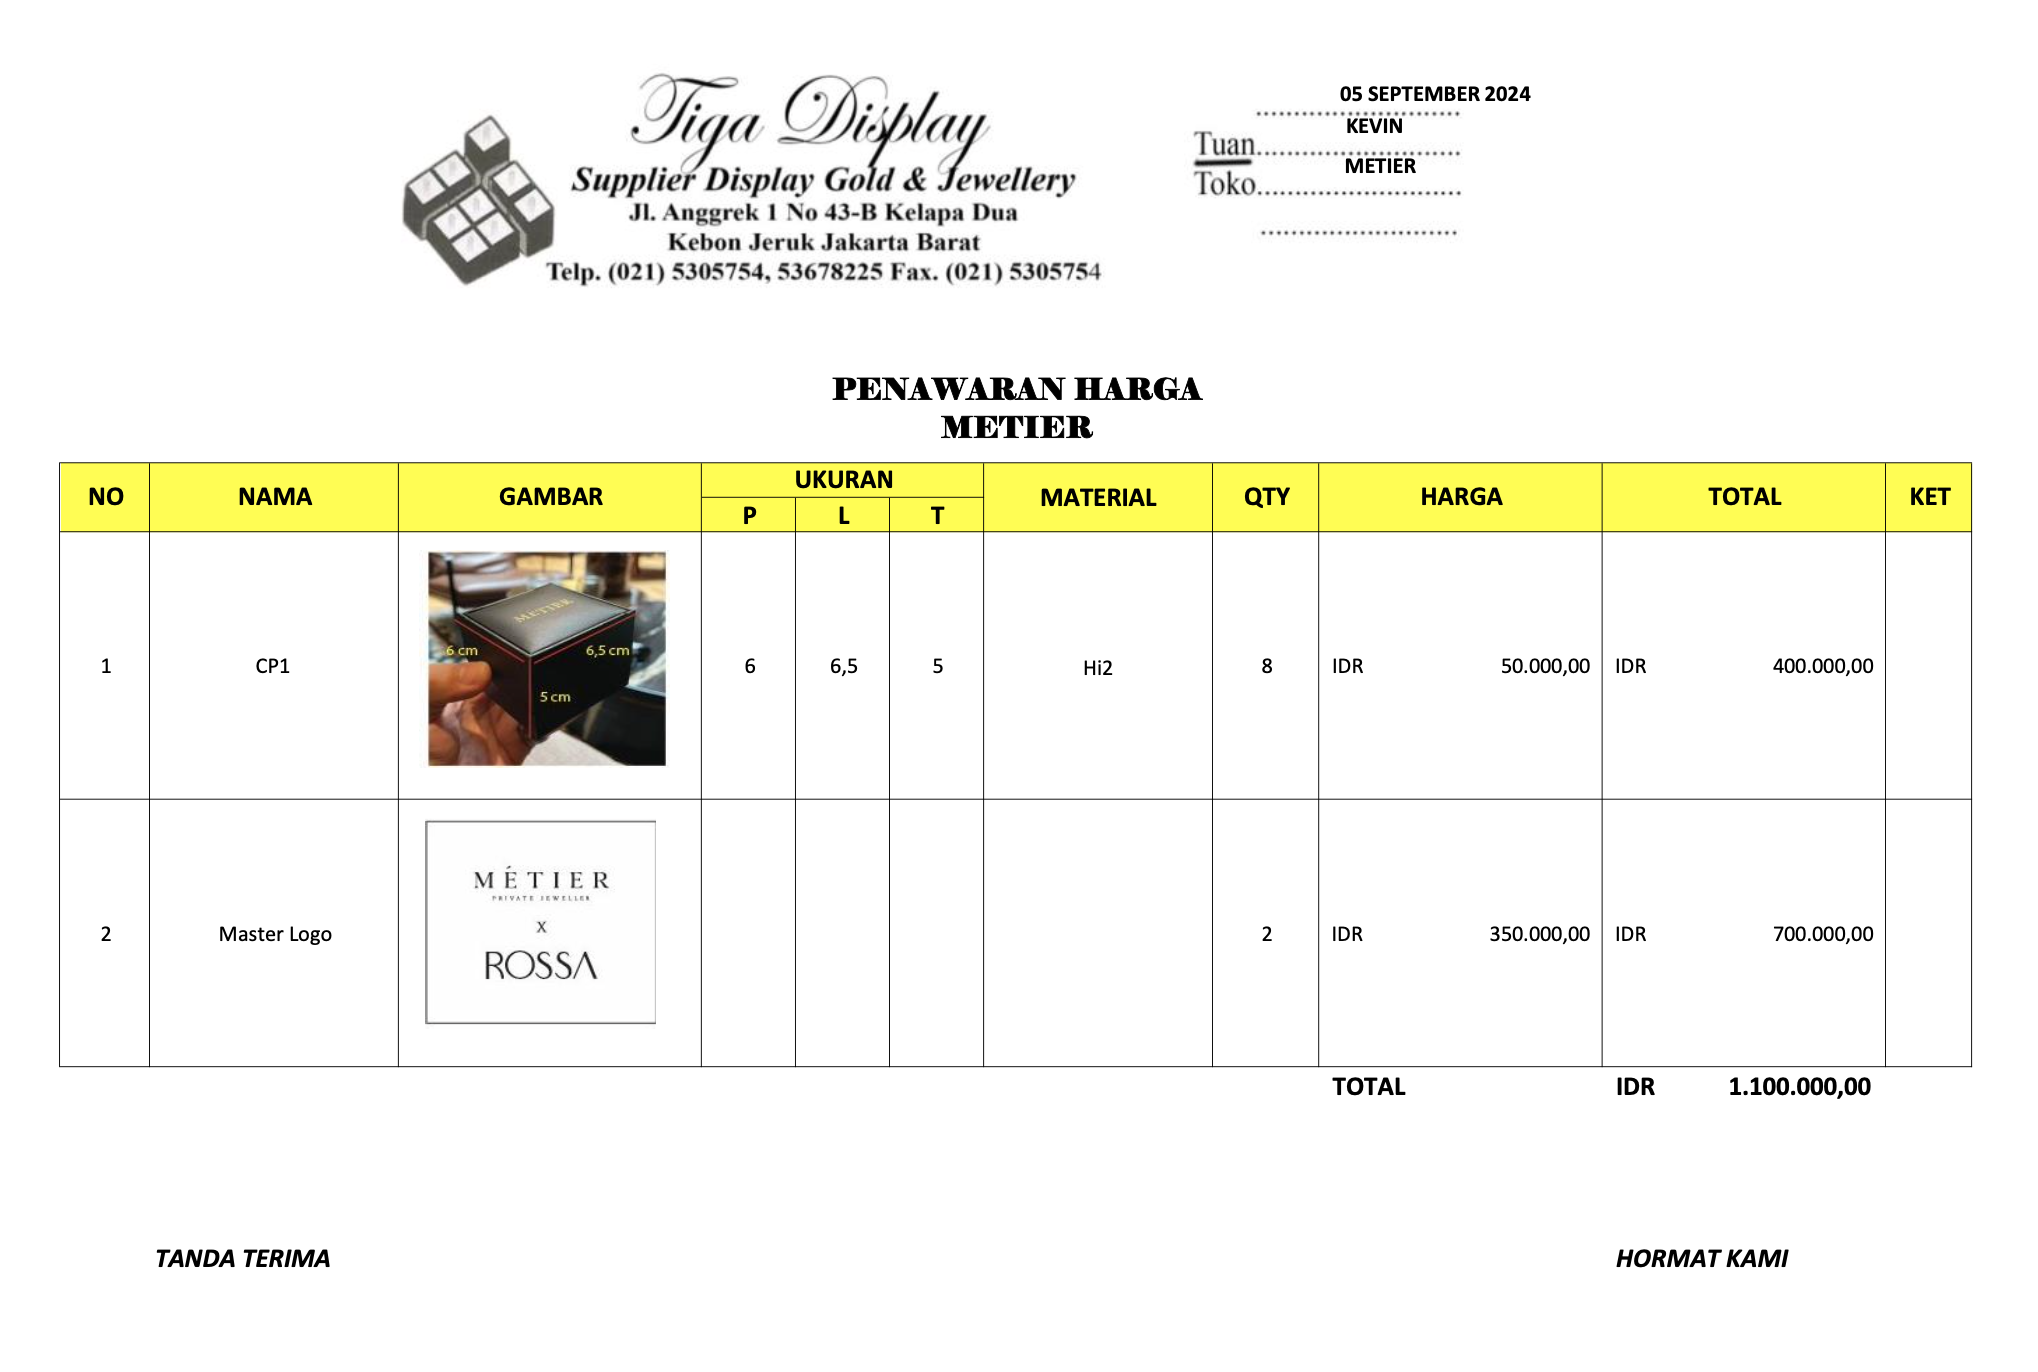 Tiga Display
Supplier Display Gold & Jewellery
Jl. Anggrek 1 No 43-B Kelapa Dua
Kebon Jeruk Jakarta Barat
Telp. (021) 5305754, 53678225 Fax. (021) 5305754
05 SEPTEMBER 2024
Tuan KEVIN
Toko METIER
PENAWARAN HARGA
METIER
NO NAMA GAMBAR UKURAN MATERIAL QTY HARGA TOTAL KET
P L T
METIER
6 cm 6,5 cm
5 cm
1 CP1 6 6,5 5 Hi2 8 IDR 50.000,00 IDR 400.000,00
MÉTIER
PRIVATE JEWELLER
X
ROSSA
2 Master Logo 2 IDR 350.000,00 IDR 700.000,00
TOTAL IDR 1.100.000,00
TANDA TERIMA HORMAT KAMI